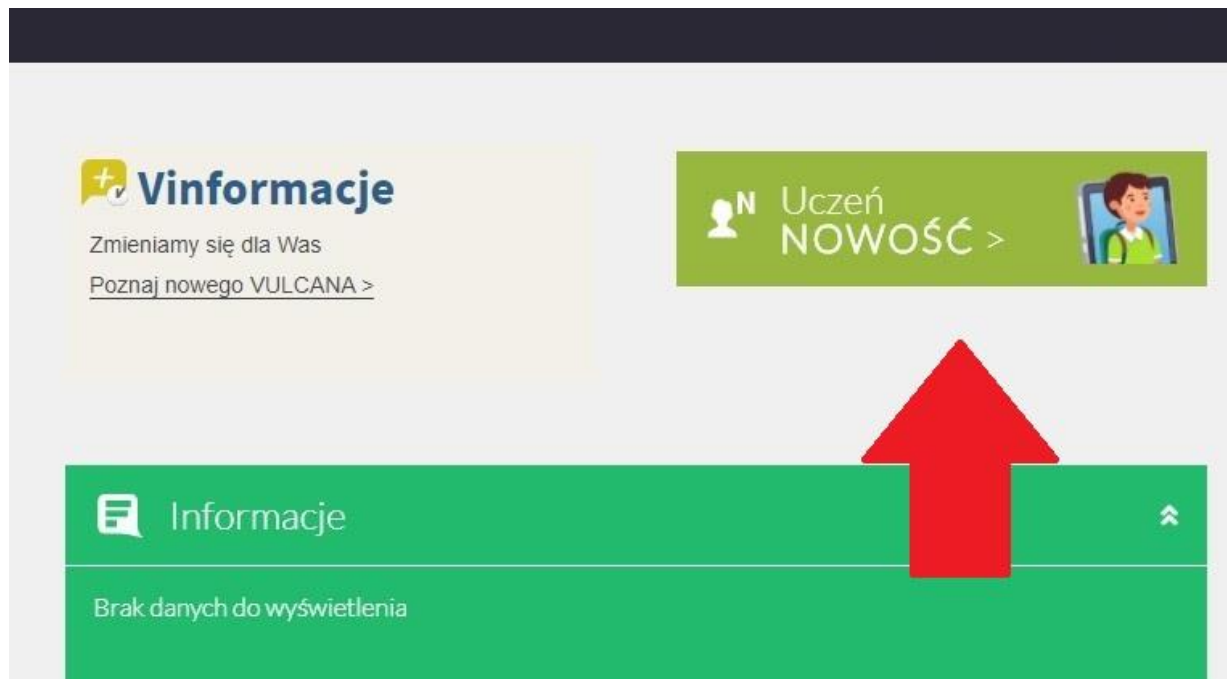 Vinformacje
Zmieniamy się dla Was
Poznaj nowego VULCANA >
N
Uczeń
NOWOŚĆ >
Informacje
Brak danych do wyświetlenia